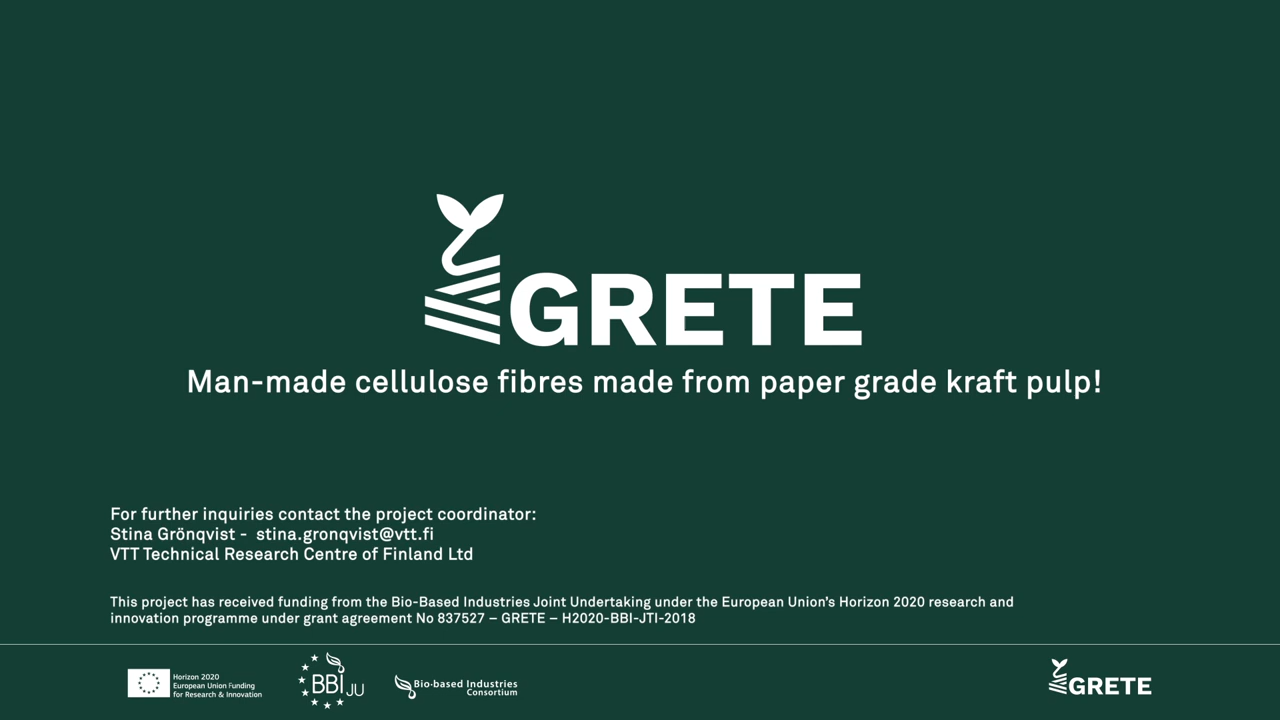 GRETE
Man-made cellulose fibres made from paper grade kraft pulp!
For further inquiries contact the project coordinator:
Stina Grönqvist - stina.gronqvist@vtt.fi
VTT Technical Research Centre of Finland Ltd
This project has received funding from the Bio-Based Industries Joint Undertaking under the European Union’s Horizon 2020 research and
innovation programme under grant agreement No 837527 – GRETE – H2020-BBI-JTI-2018
Horizon 2020
European Union Funding
for Research & Innovation
BBI JU
Bio-based Industries
Consortium
GRETE